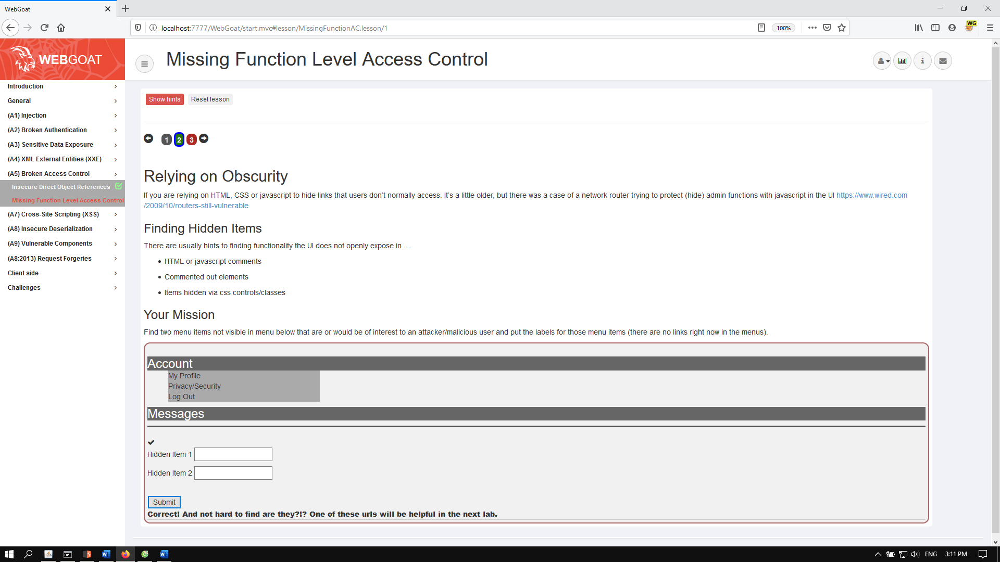 WebGoat
localhost:7777/WebGoat/start.mvc#lesson/MissingFunctionAC.lesson/1
100%
WG
WEBGOAT
Missing Function Level Access Control
Introduction
General
(A1) Injection
(A2) Broken Authentication
(A3) Sensitive Data Exposure
(A4) XML External Entities (XXE)
(A5) Broken Access Control
Insecure Direct Object References
Missing Function Level Access Control
(A7) Cross-Site Scripting (XSS)
(A8) Insecure Deserialization
(A9) Vulnerable Components
(A8:2013) Request Forgeries
Client side
Challenges
Show hints Reset lesson
1 2 3
Relying on Obscurity
If you are relying on HTML, CSS or javascript to hide links that users don't normally access. It's a little older, but there was a case of a network router trying to protect (hide) admin functions with javascript in the UI https://www.wired.com
/2009/10/routers-still-vulnerable
Finding Hidden Items
There are usually hints to finding functionality the UI does not openly expose in …
• HTML or javascript comments
• Commented out elements
• Items hidden via css controls/classes
Your Mission
Find two menu items not visible in menu below that are or would be of interest to an attacker/malicious user and put the labels for those menu items (there are no links right now in the menus).
Account
My Profile
Privacy/Security
Log Out
Messages
Hidden Item 1
Hidden Item 2
Submit
Correct! And not hard to find are they?!? One of these urls will be helpful in the next lab.
ENG 3:11 PM